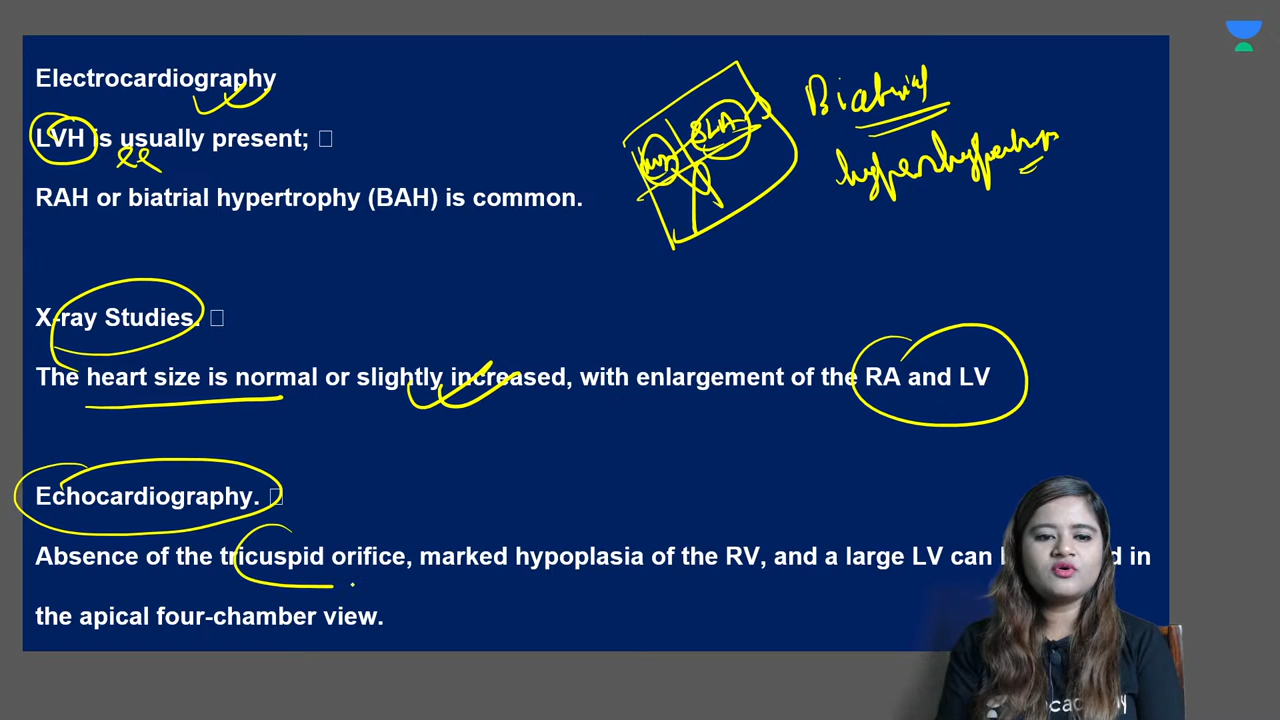 Electrocardiography
LVH is usually present;
RAH or biatrial hypertrophy (BAH) is common.
Biatrial
X-ray Studies.
The heart size is normal or slightly increased, with enlargement of the RA and LV
Echocardiography.
Absence of the tricuspid orifice, marked hypoplasia of the RV, and a large LV can in
the apical four-chamber view.